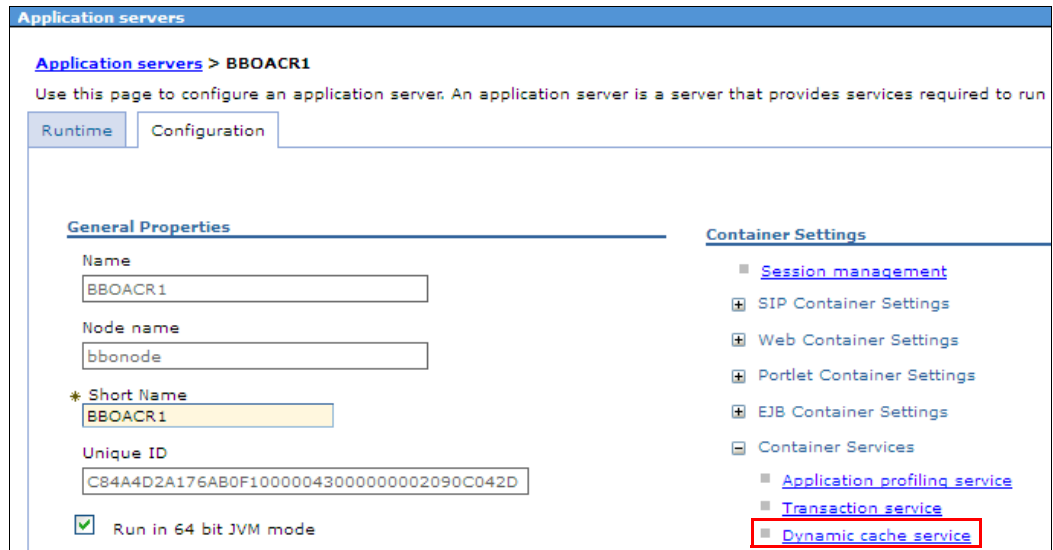 Application servers
Application servers > BBOACR1
Use this page to configure an application server. An application server is a server that provides services required to run
Runtime
Configuration
General Properties
Name
BBOACR1
Node name
bbonode
* Short Name
BBOACR1
Unique ID
C84A4D2A176AB0F10000043000000002090C042D
Run in 64 bit JVM mode
Container Settings
Session management
SIP Container Settings
Web Container Settings
Portlet Container Settings
EJB Container Settings
Container Services
Application profiling service
Transaction service
Dynamic cache service